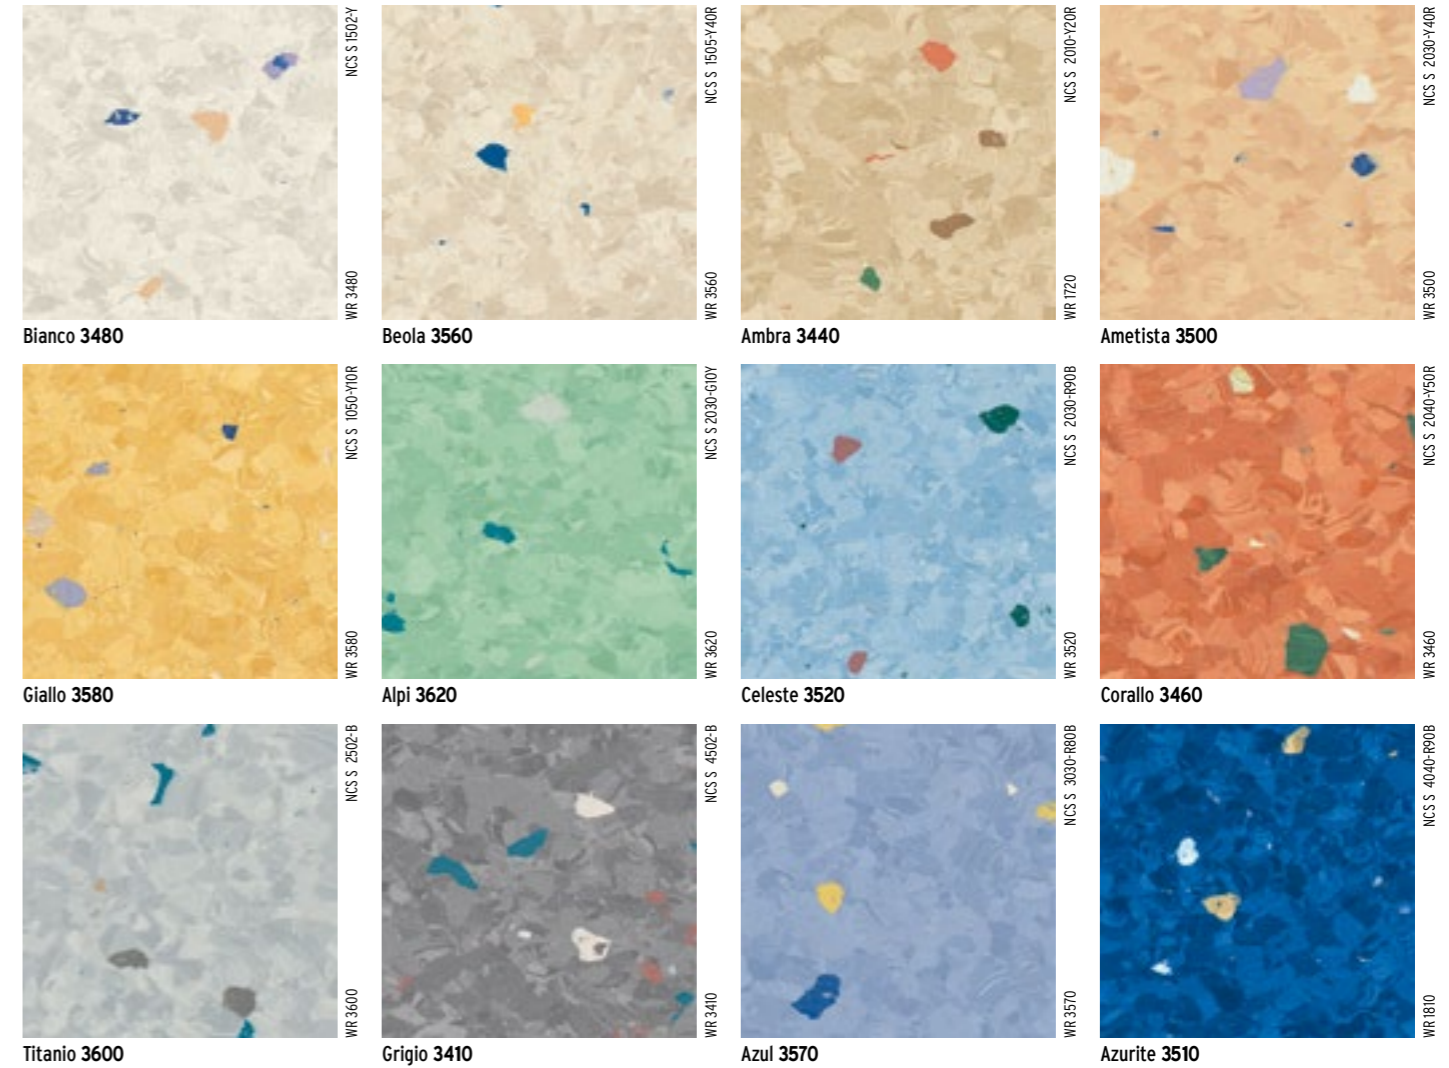 NCS S 1502-Y
WR 3480
Bianco 3480
NCS S 1505-Y40R
WR 3560
Beola 3560
NCS S 2010-Y20R
WR 1720
Ambra 3440
NCS S 2030-Y40R
WR 3500
Ametista 3500
NCS S 1050-Y10R
WR 3580
Giallo 3580
NCS S 2030-G10Y
WR 3620
Alpi 3620
NCS S 2030-R90B
WR 3520
Celeste 3520
NCS S 2040-Y50R
WR 3460
Corallo 3460
NCS S 2502-B
WR 3600
Titanio 3600
NCS S 4502-B
WR 3410
Grigio 3410
NCS S 3030-R80B
WR 3570
Azul 3570
NCS S 4040-R90B
WR 1810
Azurite 3510